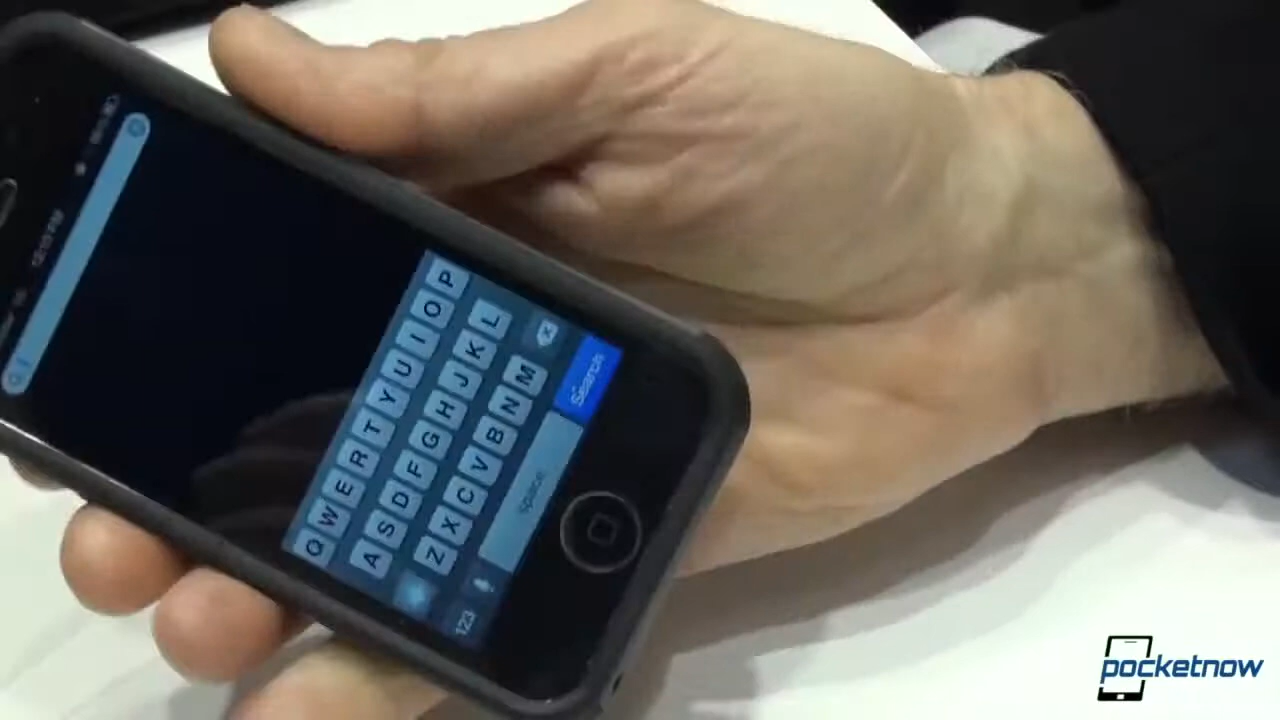 Q W E R T Y U I O P
A S D F G H J K L
Z X C V B N M
123 space Search
pocketnow